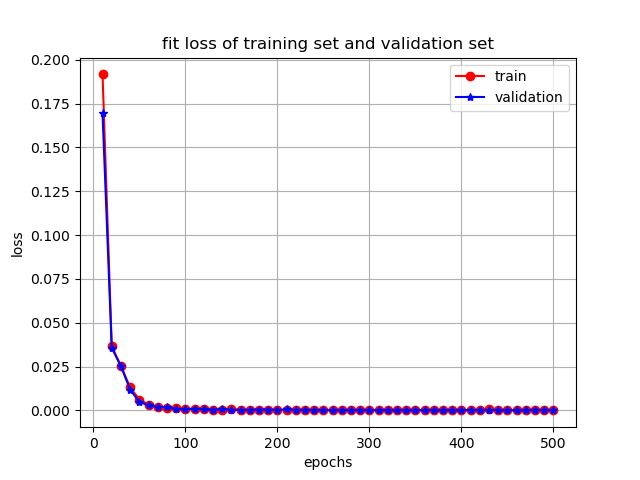 fit loss of training set and validation set
train
validation
0.200
0.175
0.150
0.125
0.100
0.075
0.050
0.025
0.000
loss
0 100 200 300 400 500
epochs